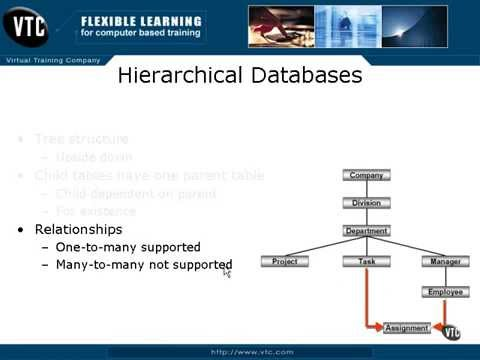 VTC
FLEXIBLE LEARNING
for computer based training
Virtual Training Company
Hierarchical Databases
• Tree structure
– Upside down
• Child tables have one parent table
– Child dependent on parent
– For existence
• Relationships
– One-to-many supported
– Many-to-many not supported
Company
Division
Department
Project Task Manager
Employee
Assignment
VTC
http://www.vtc.com